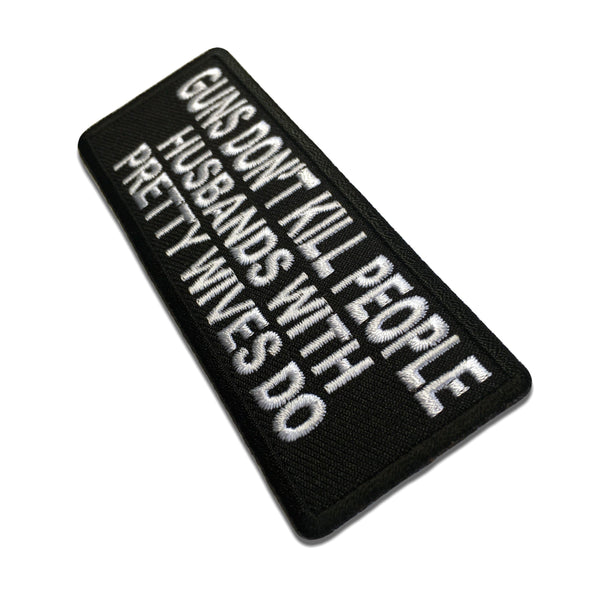 GUNS DON'T KILL PEOPLE
HUSBANDS WITH
PRETTY WIVES DO